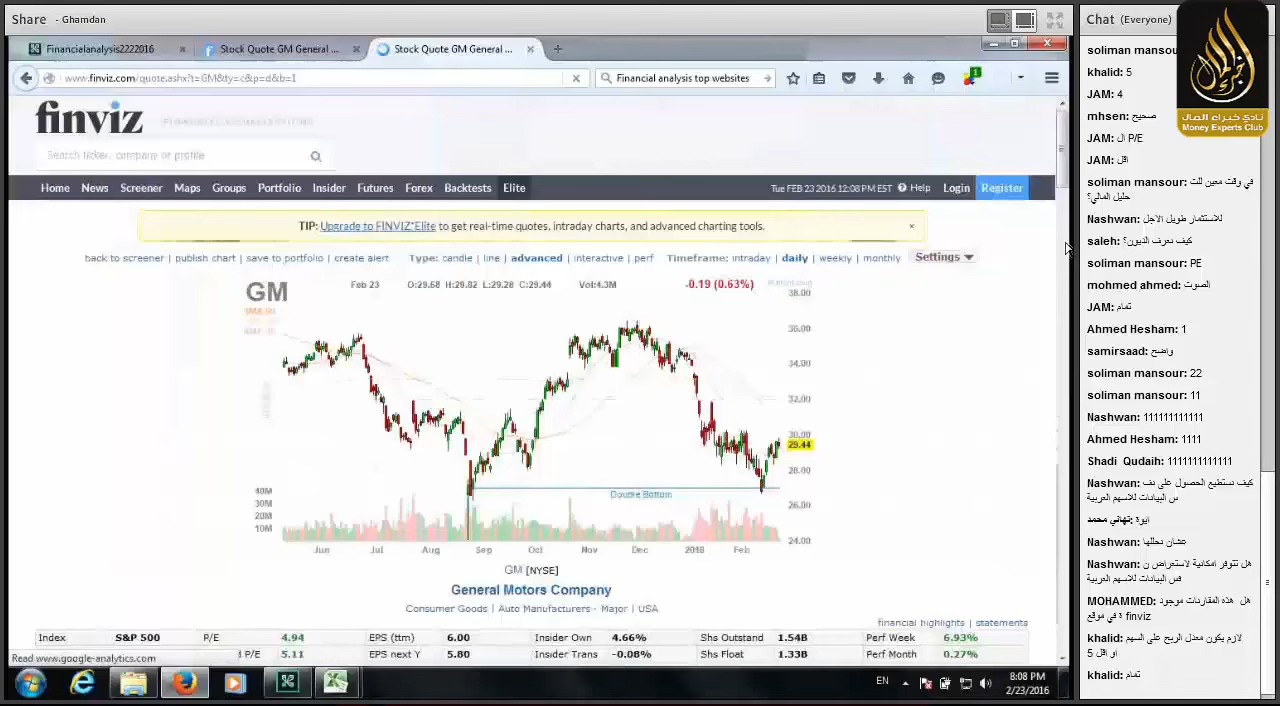 Share - Ghamdan
Financialanalysis2222016
Stock Quote GM General ...
Stock Quote GM General ...
www.finviz.com/quote.ashx?t=GM&ty=c&p=d&b=1
Financial analysis top websites
1
finviz
Search ticker, company or profile
Home News Screener Maps Groups Portfolio Insider Futures Forex Backtests Elite
Tue FEB 23 2016 12:08 PM EST Help Login Register
TIP: Upgrade to FINVIZ*Elite to get real-time quotes, intraday charts, and advanced charting tools. ×
back to screener | publish chart | save to portfolio | create alert
Type: candle | line | advanced | interactive | perf
Timeframe: intraday | daily | weekly | monthly
Settings
GM
Feb 23 O:29.68 H:29.82 L:29.28 C:29.44 Vol:4.3M -0.19 (0.63%)
38.00
36.00
34.00
32.00
30.00
29.44
28.00
26.00
24.00
Double Bottom
40M
30M
20M
10M
Jun Jul Aug Sep Oct Nov Dec 2016 Feb
GM [NYSE]
General Motors Company
Consumer Goods | Auto Manufacturers - Major | USA
financial highlights | statements
Index S&P 500 P/E 4.94 EPS (ttm) 6.00 Insider Own 4.66% Shs Outstand 1.54B Perf Week 6.93%
P/E 5.11 EPS next Y 5.80 Insider Trans -0.08% Shs Float 1.33B Perf Month 0.27%
Read www.google-analytics.com
EN
8:08 PM
2/23/2016
Chat (Everyone)
نادي خبراء المال
Money Experts Club
soliman mansou
khalid: 5
JAM: 4
mhsen: صحيح
JAM: ال P/E
JAM: اقل
soliman mansour: في وقت معين للت
حليل المالي؟
Nashwan: للاستثمار طويل الاجل
saleh: كيف نعرف الديون؟
soliman mansour: PE
mohmed ahmed: الصوت
JAM: تمام
Ahmed Hesham: 1
samirsaad: واضح
soliman mansour: 22
soliman mansour: 11
Nashwan: 111111111111
Ahmed Hesham: 1111
Shadi Qudaih: 1111111111111
Nashwan: كيف نستطيع الحصول على نف
س البيانات للاسهم العربية
تهاني محمد: ايوة
Nashwan: عشان نحللها
Nashwan: هل تتوفر امكانية لاستعراض ن
فس البيانات للاسهم العربية
MOHAMMED: هل هذه المقارنات موجود
ة في موقع finviz
khalid: لازم يكون معدل الربح على السهم
5 او اقل
khalid: تمام